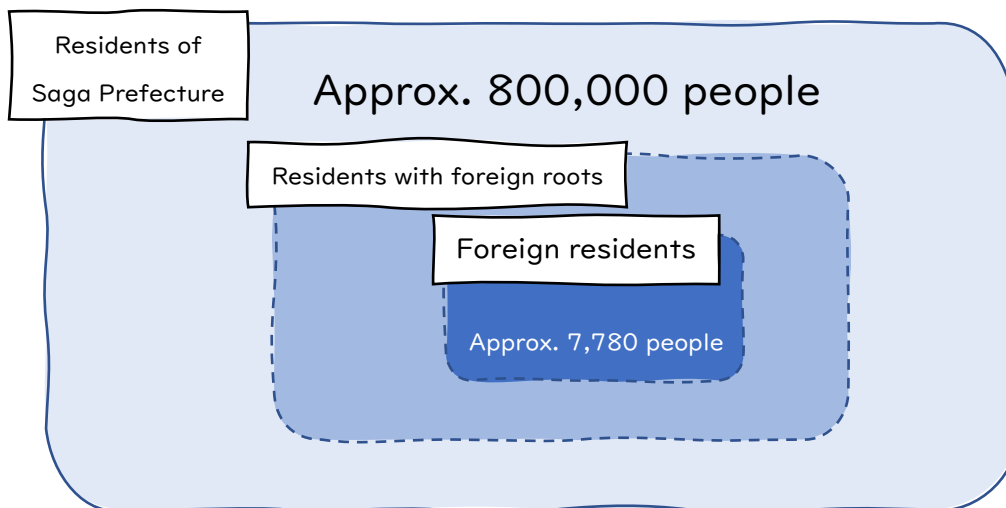 Residents of
Saga Prefecture
Approx. 800,000 people
Residents with foreign roots
Foreign residents
Approx. 7,780 people